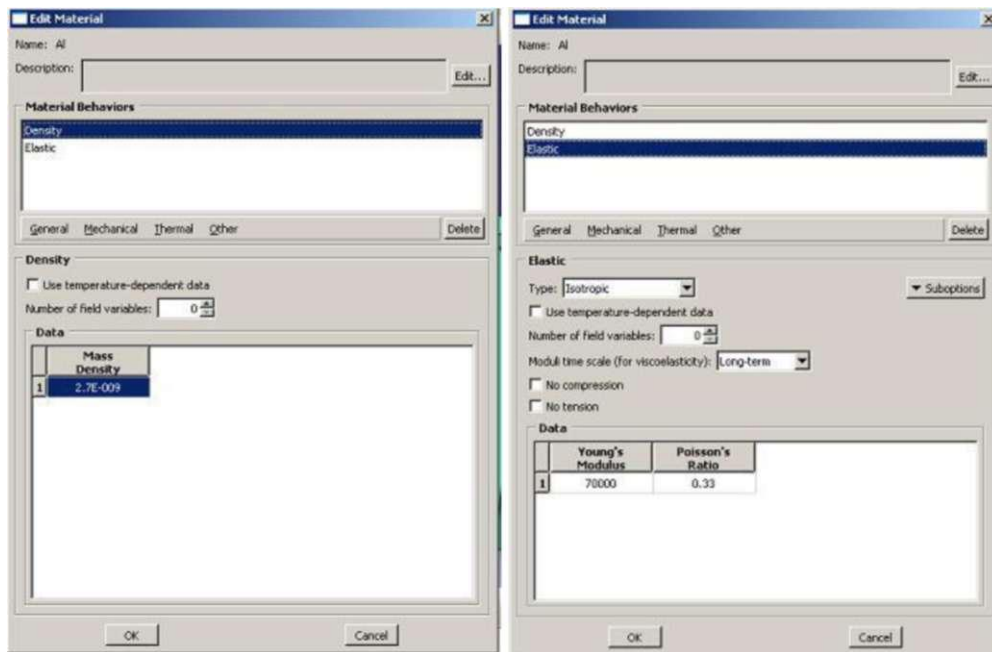 Edit Material
Name: Al
Description:
Edit...
Material Behaviors
Density
Elastic
General Mechanical Thermal Other Delete
Density
Use temperature-dependent data
Number of field variables: 0
Data
Mass
Density
1 2.7E-009
OK Cancel
Edit Material
Name: Al
Description:
Edit...
Material Behaviors
Density
Elastic
General Mechanical Thermal Other Delete
Elastic
Type: Isotropic Suboptions
Use temperature-dependent data
Number of field variables: 0
Moduli time scale (for viscoelasticity): Long-term
No compression
No tension
Data
Young's Poisson's
Modulus Ratio
1 70000 0.33
OK Cancel